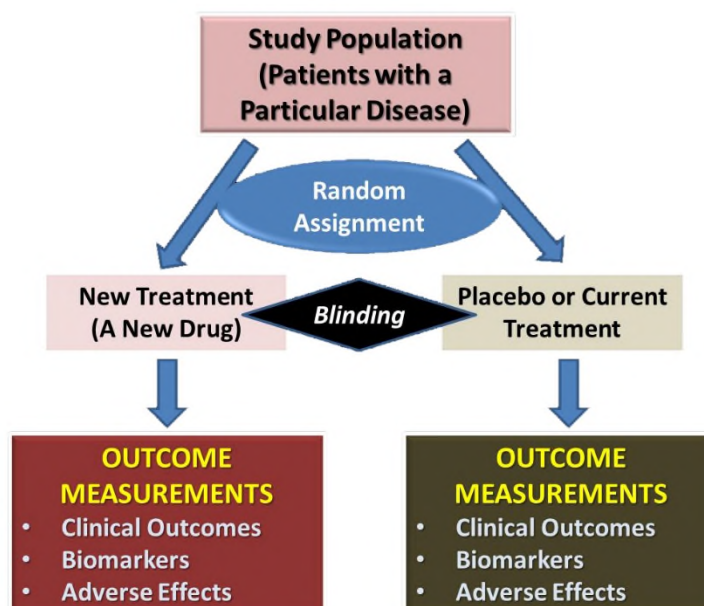 Study Population
(Patients with a
Particular Disease)
Random
Assignment
New Treatment
(A New Drug)
Blinding
Placebo or Current
Treatment
OUTCOME
MEASUREMENTS
• Clinical Outcomes
• Biomarkers
• Adverse Effects
OUTCOME
MEASUREMENTS
• Clinical Outcomes
• Biomarkers
• Adverse Effects